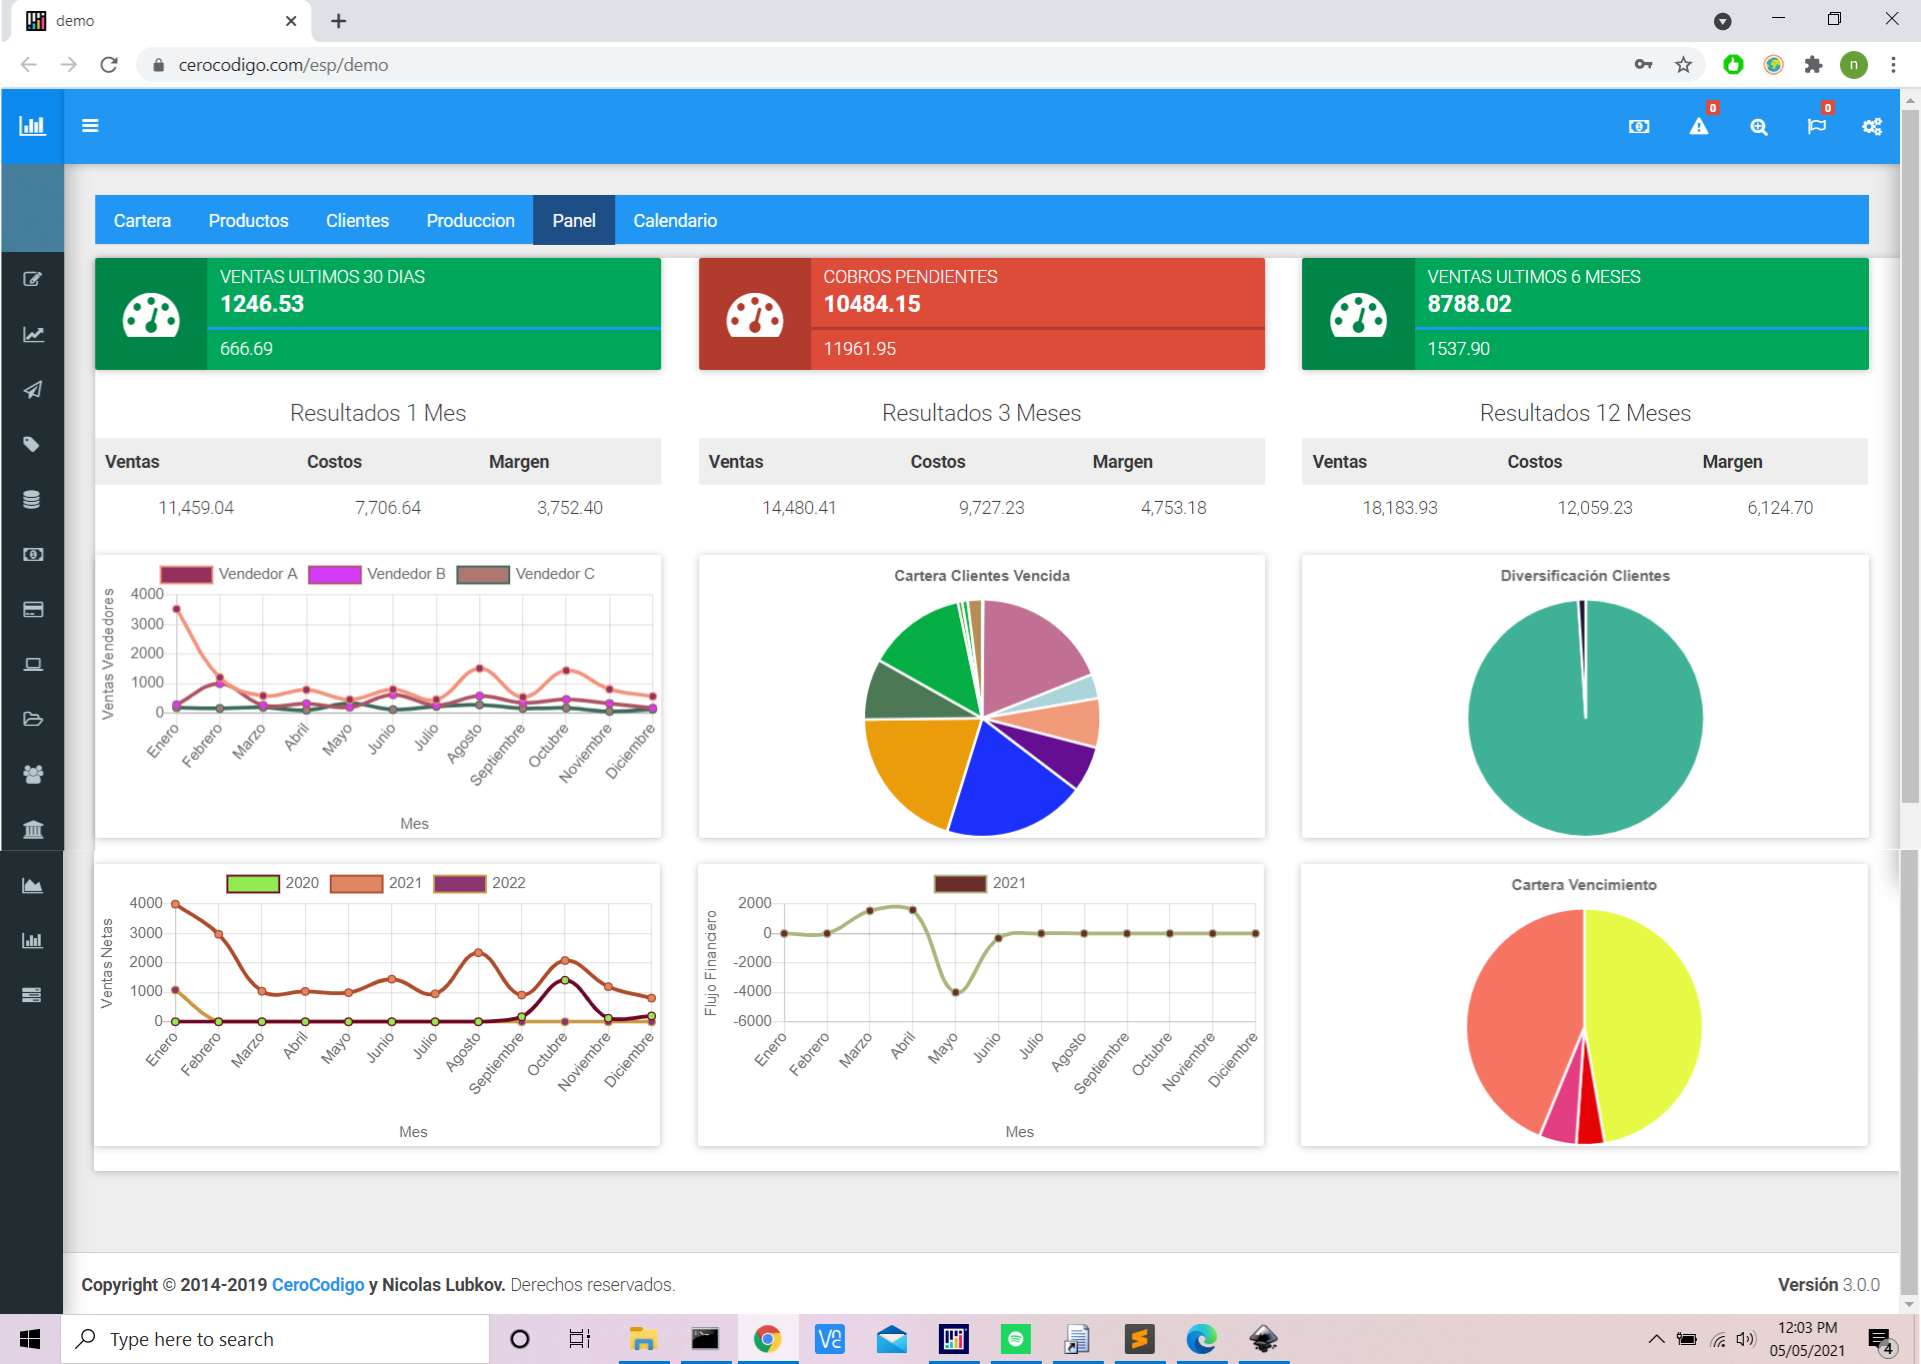 demo
cerocodigo.com/esp/demo
n
0
0
Cartera Productos Clientes Produccion Panel Calendario
VENTAS ULTIMOS 30 DIAS
1246.53
666.69
COBROS PENDIENTES
10484.15
11961.95
VENTAS ULTIMOS 6 MESES
8788.02
1537.90
Resultados 1 Mes
Ventas Costos Margen
11,459.04 7,706.64 3,752.40
Resultados 3 Meses
Ventas Costos Margen
14,480.41 9,727.23 4,753.18
Resultados 12 Meses
Ventas Costos Margen
18,183.93 12,059.23 6,124.70
Vendedor A Vendedor B Vendedor C
Ventas Vendedores
4000
3000
2000
1000
0
Enero Febrero Marzo Abril Mayo Junio Julio Agosto Septiembre Octubre Noviembre Diciembre
Mes
Cartera Clientes Vencida
Diversificación Clientes
2020 2021 2022
Ventas Netas
4000
3000
2000
1000
0
Enero Febrero Marzo Abril Mayo Junio Julio Agosto Septiembre Octubre Noviembre Diciembre
Mes
2021
Flujo Financiero
2000
0
-2000
-4000
-6000
Enero Febrero Marzo Abril Mayo Junio Julio Agosto Septiembre Octubre Noviembre Diciembre
Mes
Cartera Vencimiento
Copyright © 2014-2019 CeroCodigo y Nicolas Lubkov. Derechos reservados.
Versión 3.0.0
Type here to search
12:03 PM
05/05/2021
4